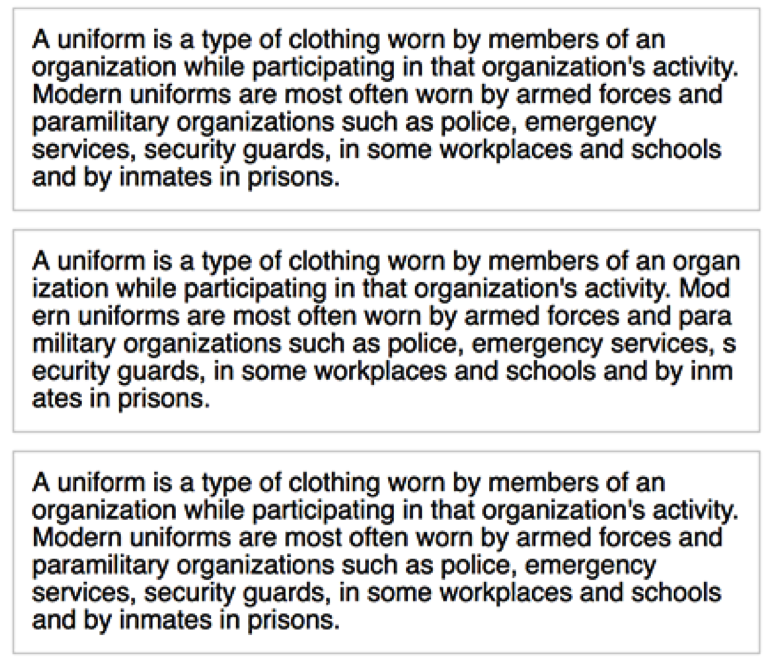 A uniform is a type of clothing worn by members of an
organization while participating in that organization's activity.
Modern uniforms are most often worn by armed forces and
paramilitary organizations such as police, emergency
services, security guards, in some workplaces and schools
and by inmates in prisons.
A uniform is a type of clothing worn by members of an organ
ization while participating in that organization's activity. Mod
ern uniforms are most often worn by armed forces and para
military organizations such as police, emergency services, s
ecurity guards, in some workplaces and schools and by inm
ates in prisons.
A uniform is a type of clothing worn by members of an
organization while participating in that organization's activity.
Modern uniforms are most often worn by armed forces and
paramilitary organizations such as police, emergency
services, security guards, in some workplaces and schools
and by inmates in prisons.